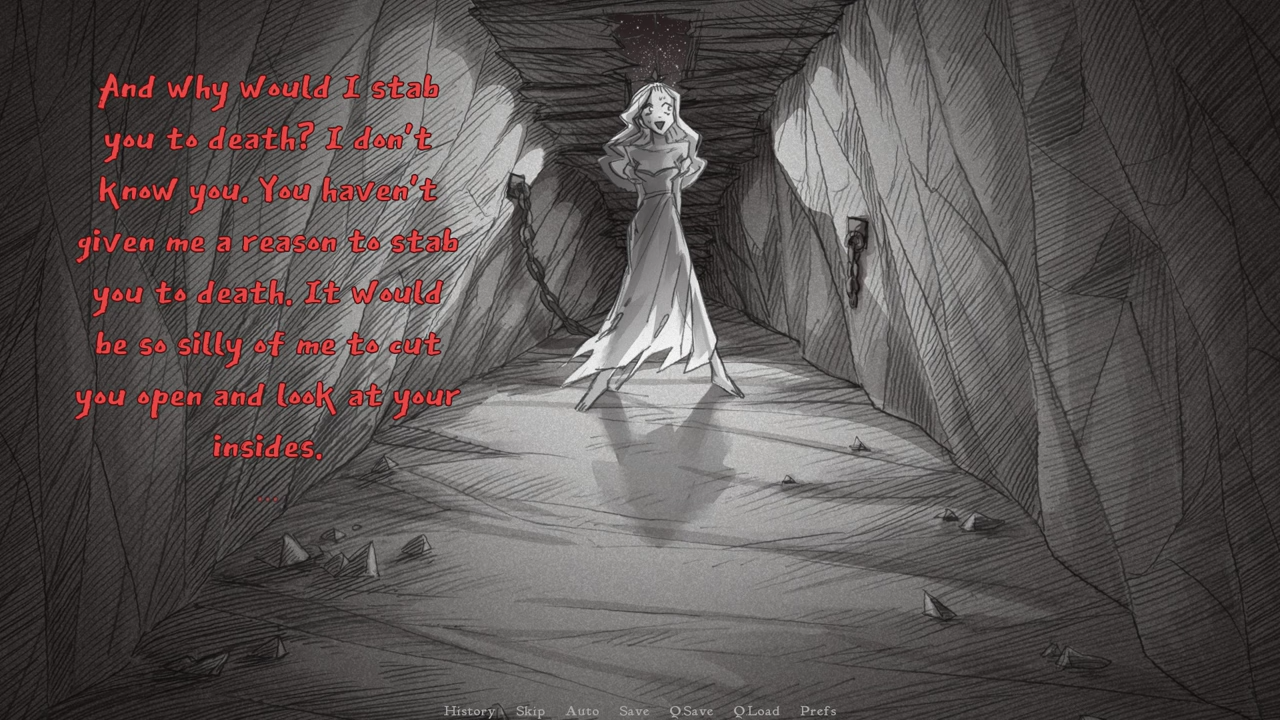 And why would I stab
you to death? I don't
know you. You haven't
given me a reason to stab
you to death. It would
be so silly of me to cut
you open and look at your
insides.
...
History Skip Auto Save Q.Save Q.Load Prefs